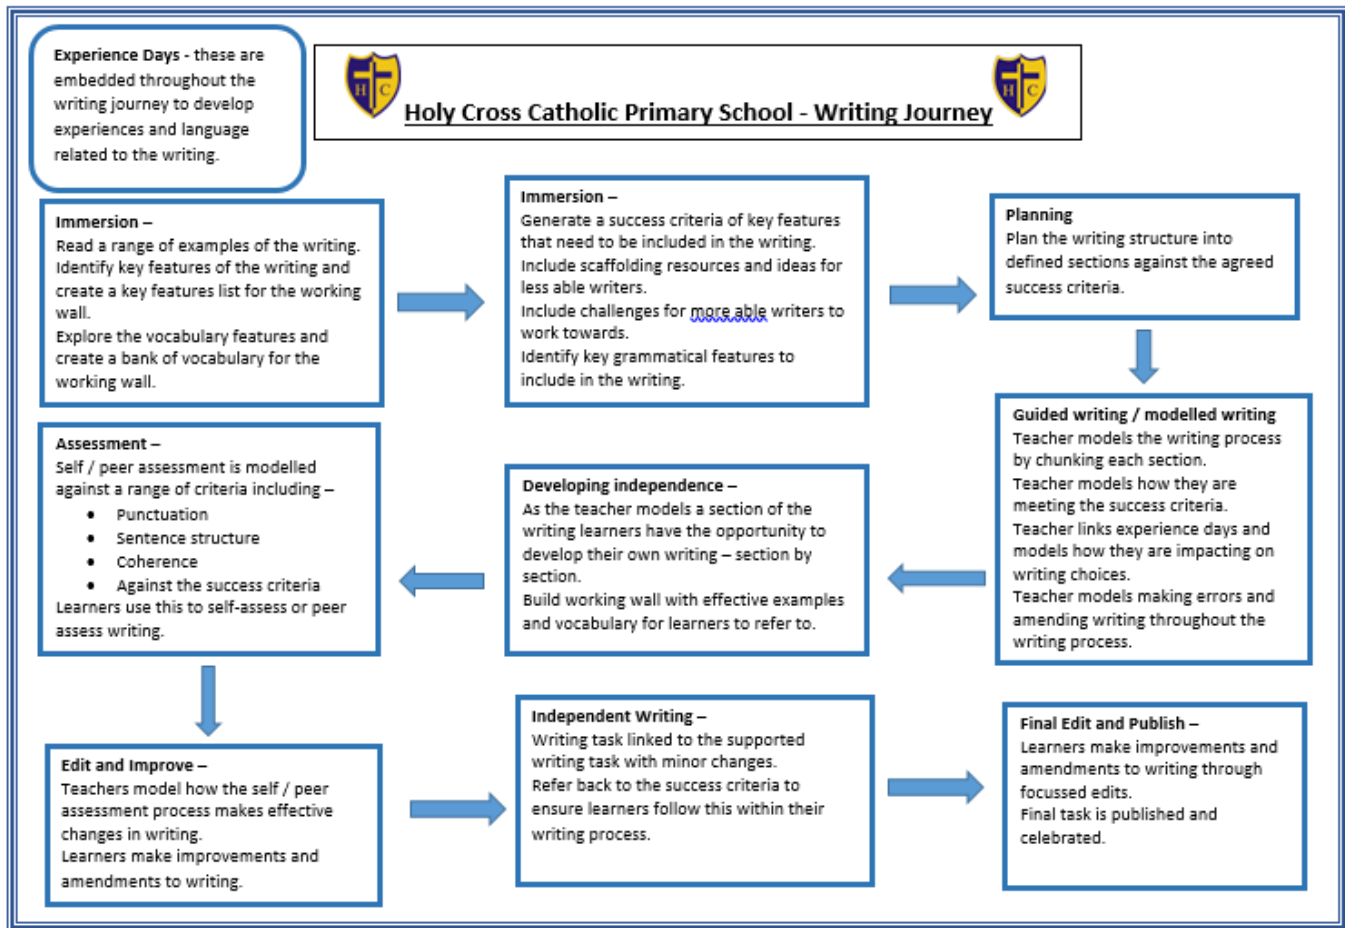 Experience Days - these are
embedded throughout the
writing journey to develop
experiences and language
related to the writing.
H C
Holy Cross Catholic Primary School - Writing Journey
H C
Immersion –
Read a range of examples of the writing.
Identify key features of the writing and
create a key features list for the working
wall.
Explore the vocabulary features and
create a bank of vocabulary for the
working wall.
Immersion –
Generate a success criteria of key features
that need to be included in the writing.
Include scaffolding resources and ideas for
less able writers.
Include challenges for more able writers to
work towards.
Identify key grammatical features to
include in the writing.
Planning
Plan the writing structure into
defined sections against the agreed
success criteria.
Guided writing / modelled writing
Teacher models the writing process
by chunking each section.
Teacher models how they are
meeting the success criteria.
Teacher links experience days and
models how they are impacting on
writing choices.
Teacher models making errors and
amending writing throughout the
writing process.
Developing independence –
As the teacher models a section of the
writing learners have the opportunity to
develop their own writing – section by
section.
Build working wall with effective examples
and vocabulary for learners to refer to.
Assessment –
Self / peer assessment is modelled
against a range of criteria including –
• Punctuation
• Sentence structure
• Coherence
• Against the success criteria
Learners use this to self-assess or peer
assess writing.
Edit and Improve –
Teachers model how the self / peer
assessment process makes effective
changes in writing.
Learners make improvements and
amendments to writing.
Independent Writing –
Writing task linked to the supported
writing task with minor changes.
Refer back to the success criteria to
ensure learners follow this within their
writing process.
Final Edit and Publish –
Learners make improvements and
amendments to writing through
focussed edits.
Final task is published and
celebrated.